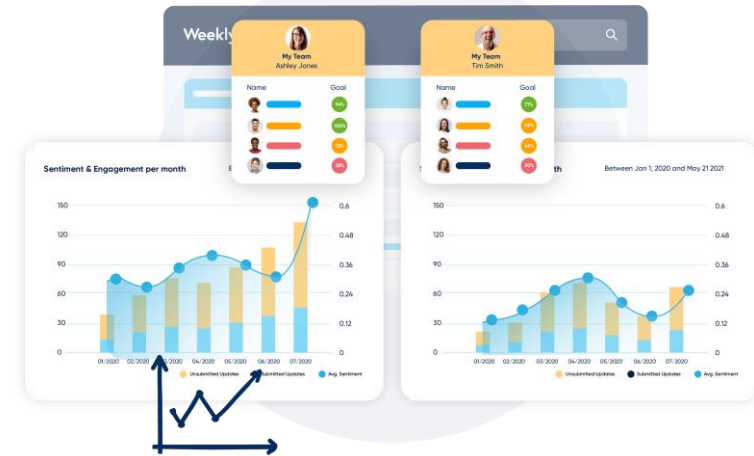 Weekly
My Team
Ashley Jones
Name Goal
My Team
Tim Smith
Name Goal
Sentiment & Engagement per month
150
120
90
60
30
0
0.6
0.48
0.36
0.24
0.12
0
01/2020 02/2020 03/2020 04/2020 05/2020 06/2020 07/2020
Unsubmitted Updates Submitted Updates Avg. Sentiment
Between Jan 1, 2020 and May 21 2021
150
120
90
60
30
0
0.6
0.48
0.36
0.24
0.12
0
01/2020 02/2020 03/2020 04/2020 05/2020 06/2020 07/2020
Unsubmitted Updates Submitted Updates Avg. Sentiment